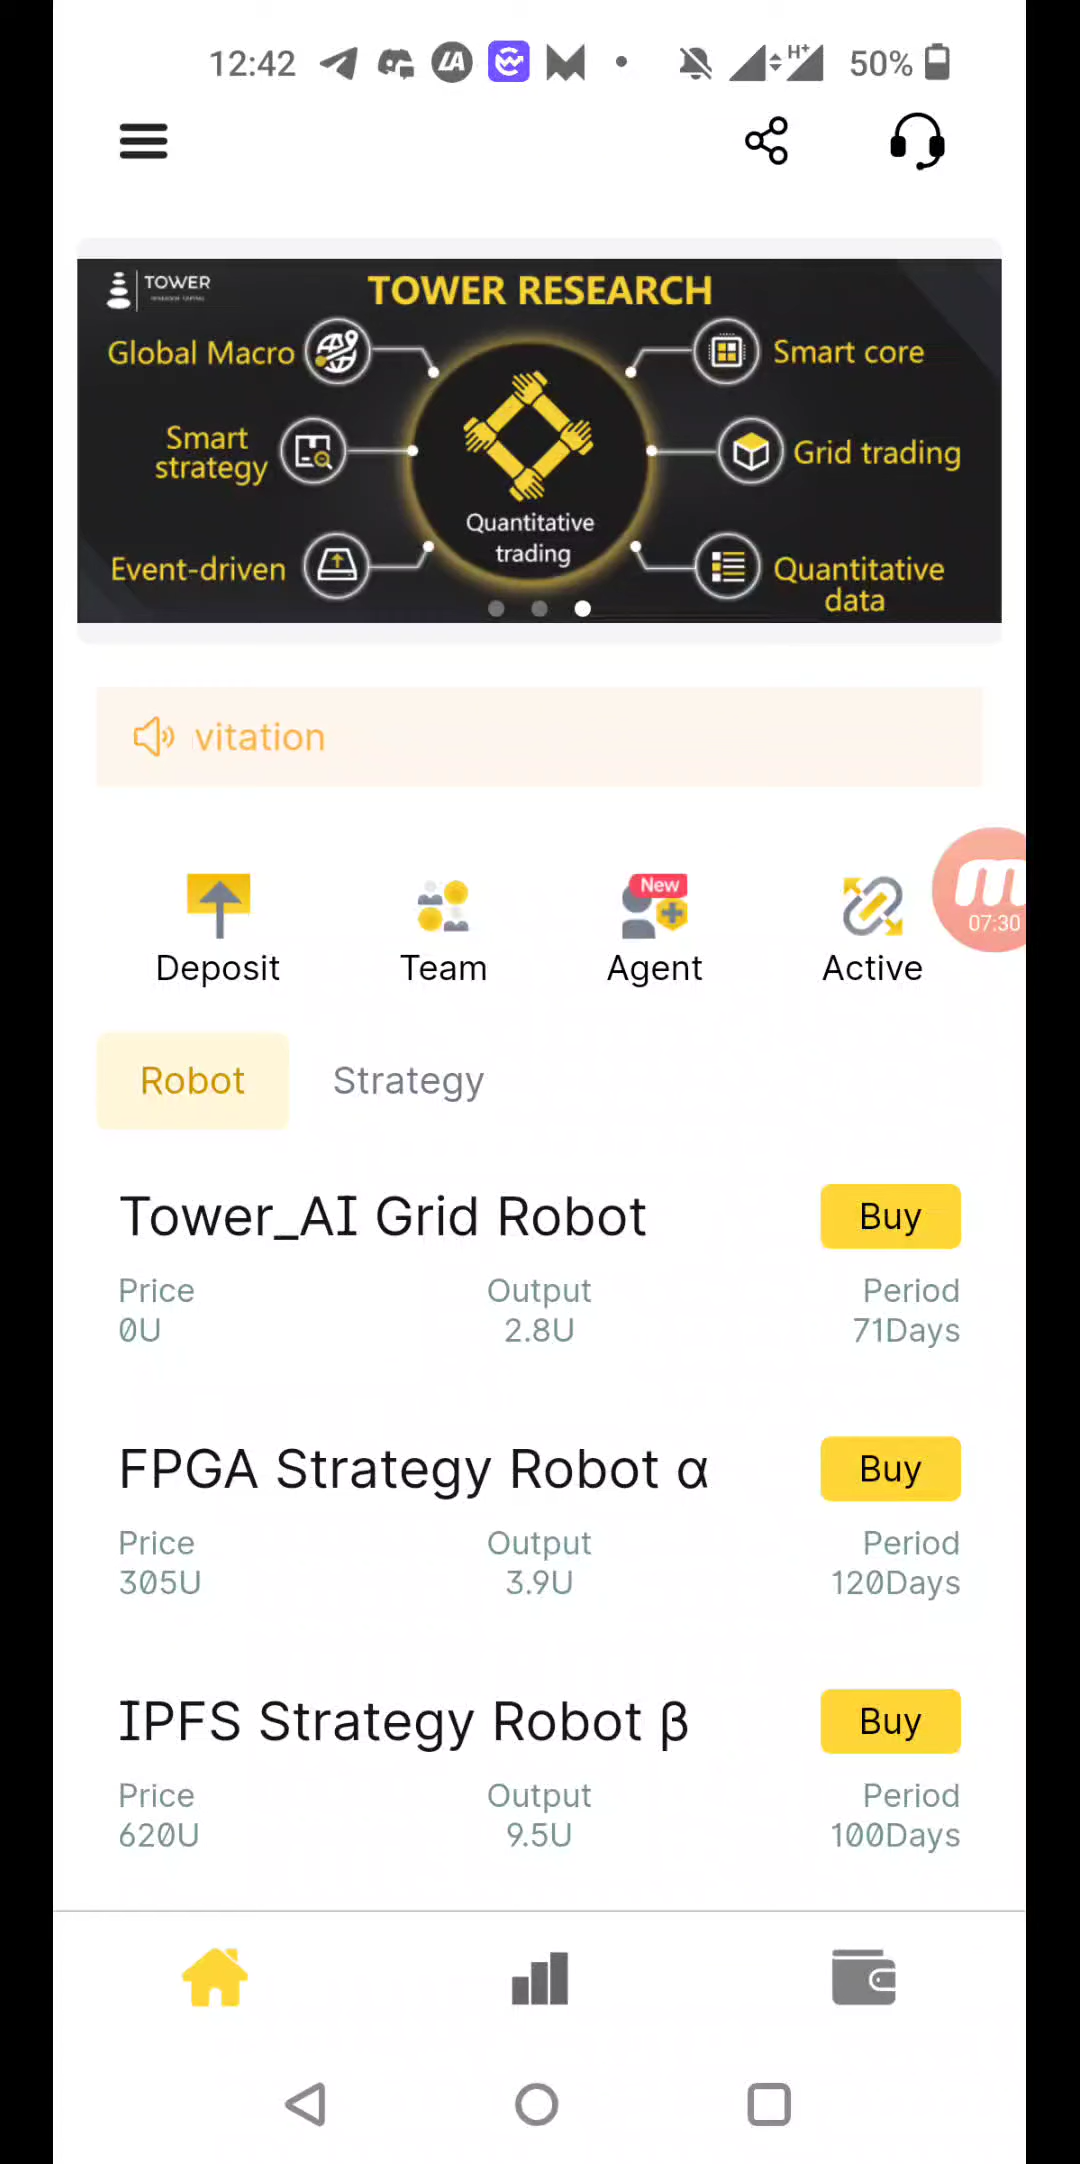 12:42
H+
50%
TOWER
TOWER RESEARCH
Global Macro
Smart core
Smart
strategy
Grid trading
Quantitative
trading
Event-driven
Quantitative
data
vitation
New
07:30
Deposit
Team
Agent
Active
Robot
Strategy
Tower_AI Grid Robot
Buy
Price
Output
Period
0U
2.8U
71Days
FPGA Strategy Robot α
Buy
Price
Output
Period
305U
3.9U
120Days
IPFS Strategy Robot β
Buy
Price
Output
Period
620U
9.5U
100Days